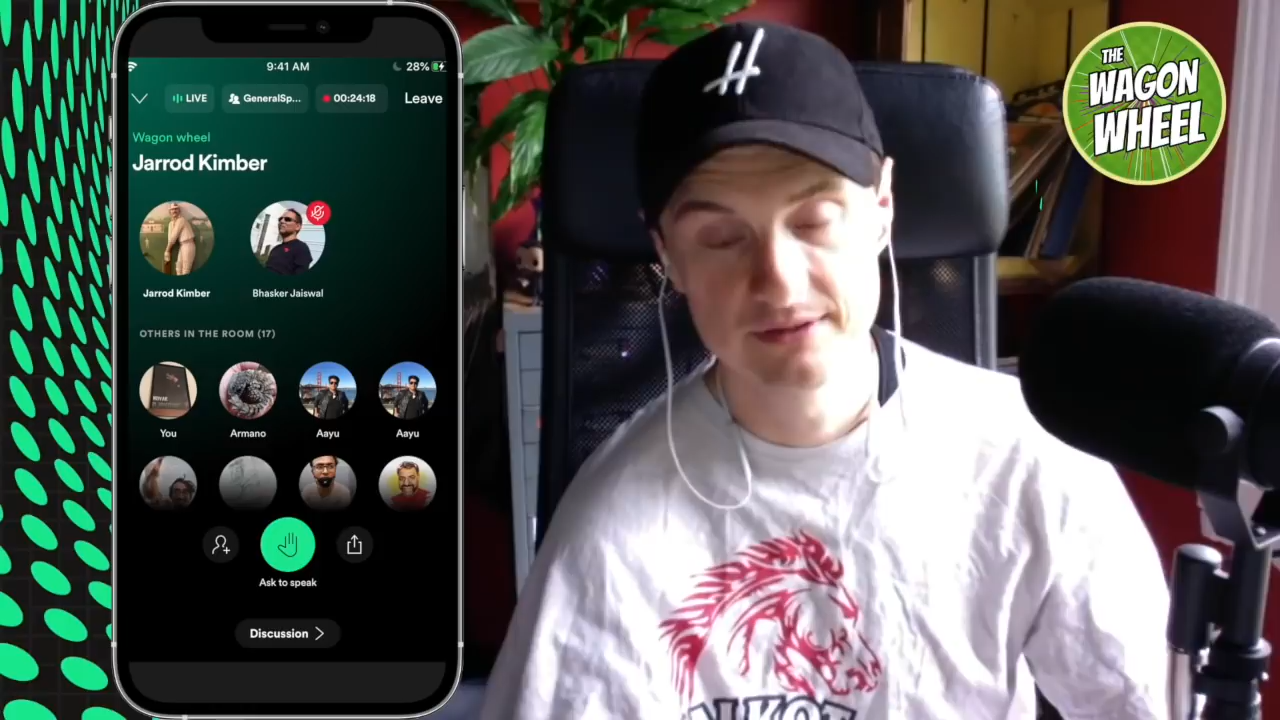 9:41 AM
28%
LIVE
GeneralSp...
00:24:18
Leave
Wagon wheel
Jarrod Kimber
Jarrod Kimber
Bhasker Jaiswal
OTHERS IN THE ROOM (17)
You
Armano
Aayu
Aayu
Ask to speak
Discussion
H
THE
WAGON
WHEEL